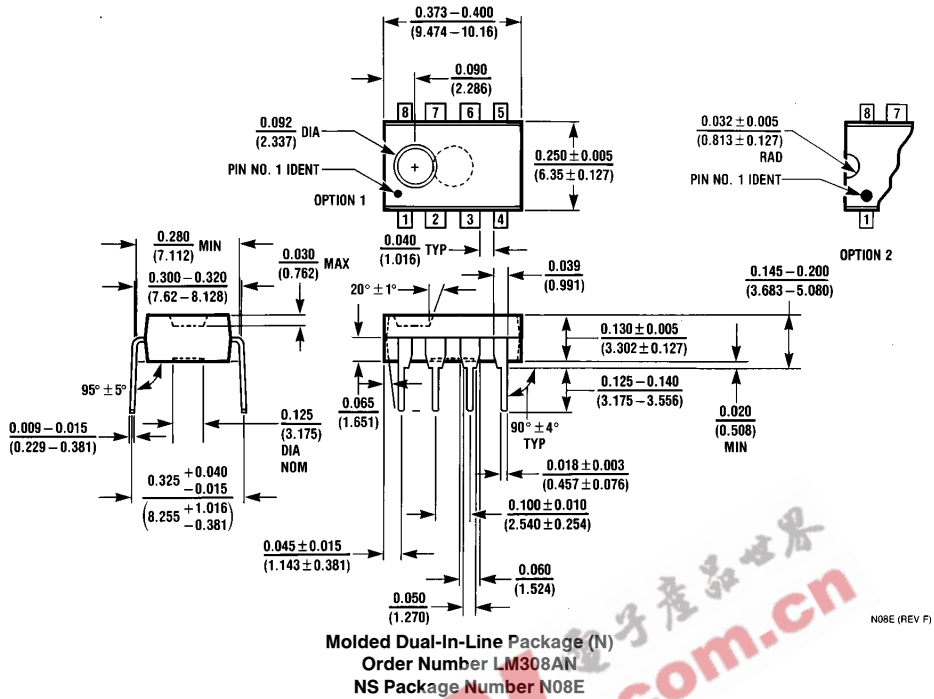 0.373 – 0.400
(9.474 – 10.16)
0.090
(2.286)
8 7 6 5
0.092
(2.337) DIA
PIN NO. 1 IDENT
OPTION 1
1 2 3 4
0.250 ± 0.005
(6.35 ± 0.127)
0.032 ± 0.005
(0.813 ± 0.127)
RAD
PIN NO. 1 IDENT
8 7
1
OPTION 2
0.280
(7.112) MIN
0.300 – 0.320
(7.62 – 8.128)
0.030
(0.762) MAX
0.040
(1.016) TYP
0.039
(0.991)
20° ± 1°
0.145 – 0.200
(3.683 – 5.080)
0.130 ± 0.005
(3.302 ± 0.127)
0.125 – 0.140
(3.175 – 3.556)
0.020
(0.508)
MIN
95° ± 5°
0.009 – 0.015
(0.229 – 0.381)
0.125
(3.175)
DIA
NOM
0.065
(1.651)
90° ± 4°
TYP
0.325 +0.040
−0.015
(8.255 +1.016
−0.381)
0.018 ± 0.003
(0.457 ± 0.076)
0.100 ± 0.010
(2.540 ± 0.254)
0.045 ± 0.015
(1.143 ± 0.381)
0.060
(1.524)
0.050
(1.270)
N08E (REV F)
Molded Dual-In-Line Package (N)
Order Number LM308AN
NS Package Number N08E
电子產品世界
.com.cn